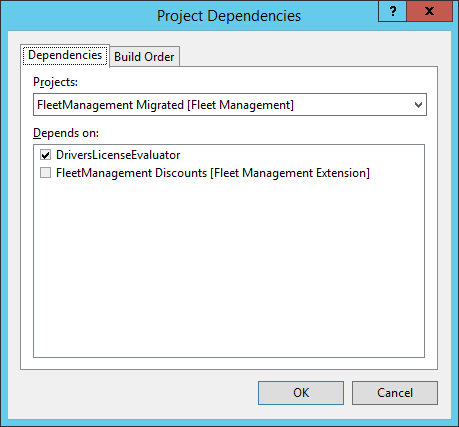 Project Dependencies
? x
Dependencies Build Order
Projects:
FleetManagement Migrated [Fleet Management]
Depends on:
DriversLicenseEvaluator
FleetManagement Discounts [Fleet Management Extension]
OK Cancel